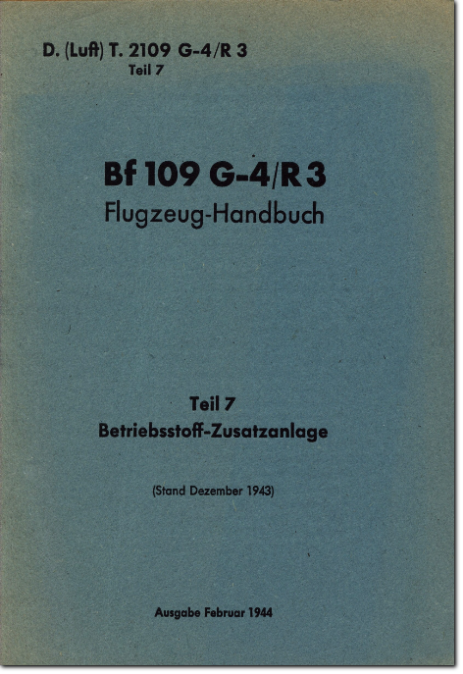 D. (Luft) T. 2109 G-4/R 3
Teil 7
Bf 109 G-4/R 3
Flugzeug-Handbuch
Teil 7
Betriebsstoff-Zusatzanlage
(Stand Dezember 1943)
Ausgabe Februar 1944